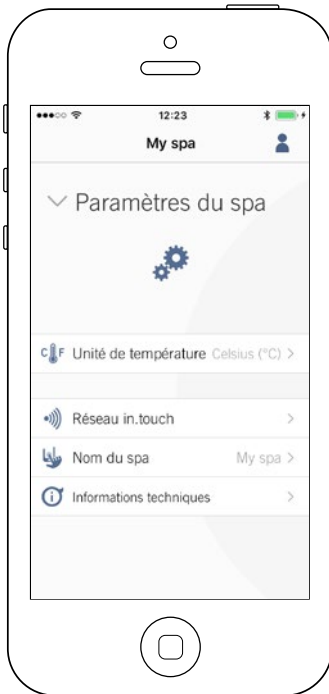 12:23
My spa
Paramètres du spa
C F Unité de température Celsius (°C)
Réseau in.touch
Nom du spa My spa
Informations techniques